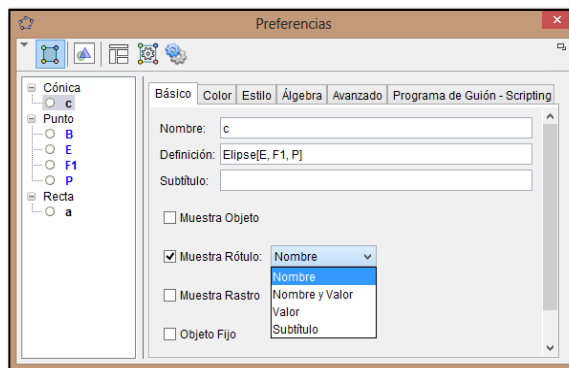 Preferencias
Cónica
c
Punto
B
E
F1
P
Recta
a
Básico Color Estilo Álgebra Avanzado Programa de Guión - Scripting
Nombre: c
Definición: Elipse[E, F1, P]
Subtítulo:
Muestra Objeto
Muestra Rótulo: Nombre
Nombre
Nombre y Valor
Valor
Subtítulo
Muestra Rastro
Objeto Fijo